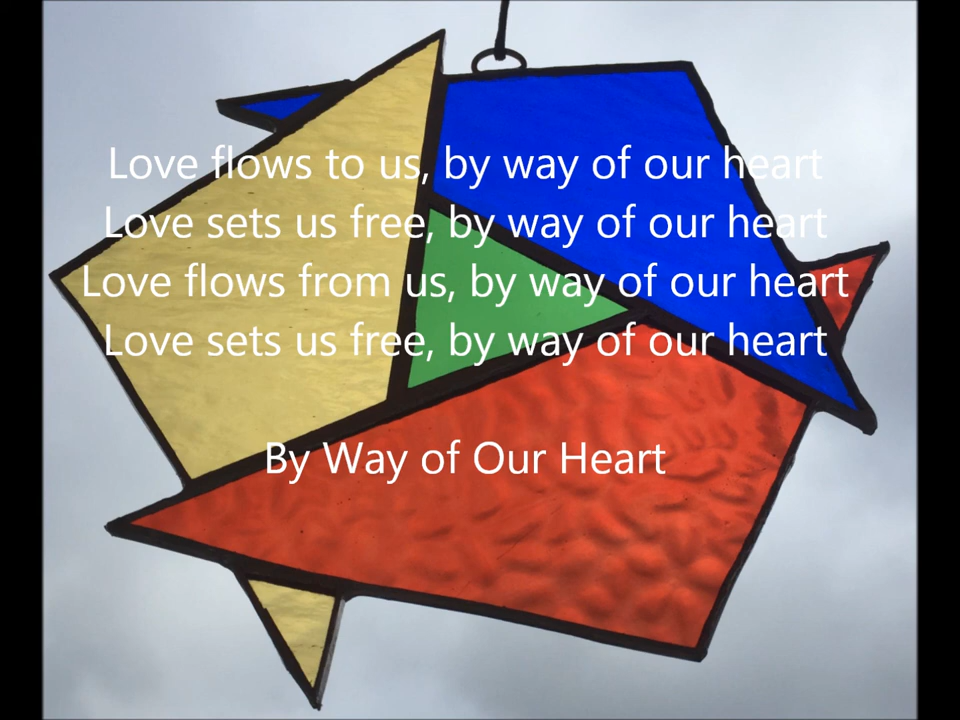 Love flows to us, by way of our heart
Love sets us free, by way of our heart
Love flows from us, by way of our heart
Love sets us free, by way of our heart
By Way of Our Heart